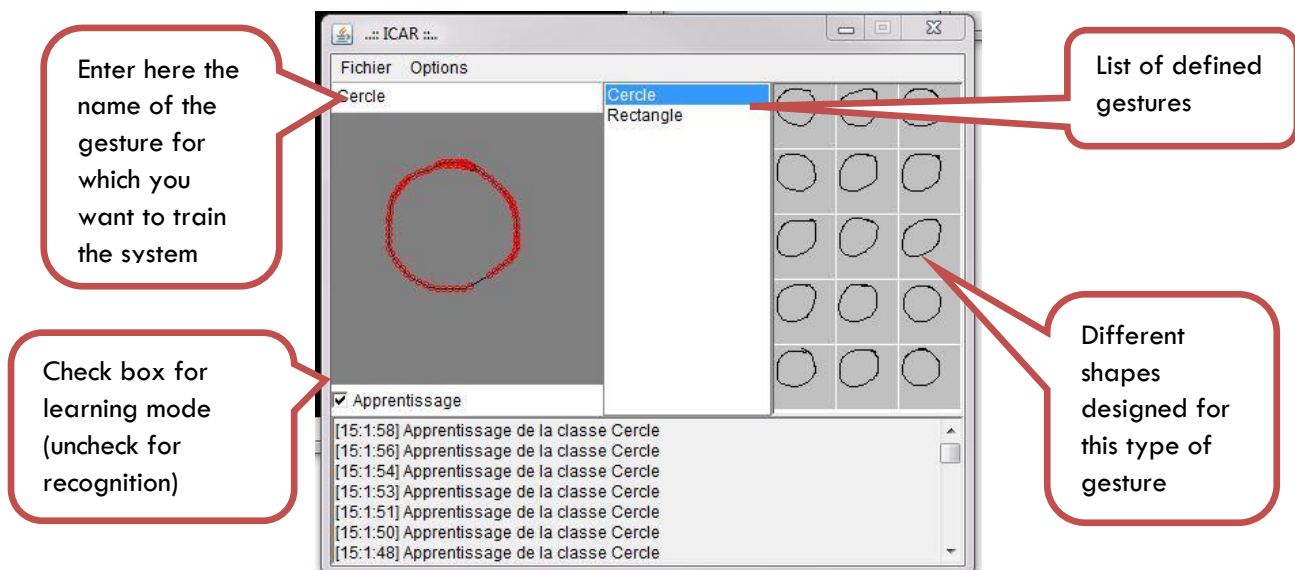 ..:: ICAR ::..
Fichier Options
Enter here the
name of the
gesture for
which you
want to train
the system
Cercle
Cercle
Rectangle
List of defined
gestures
Check box for
learning mode
(uncheck for
recognition)
Apprentissage
Different
shapes
designed for
this type of
gesture
[15:1:58] Apprentissage de la classe Cercle
[15:1:56] Apprentissage de la classe Cercle
[15:1:54] Apprentissage de la classe Cercle
[15:1:53] Apprentissage de la classe Cercle
[15:1:51] Apprentissage de la classe Cercle
[15:1:50] Apprentissage de la classe Cercle
[15:1:48] Apprentissage de la classe Cercle